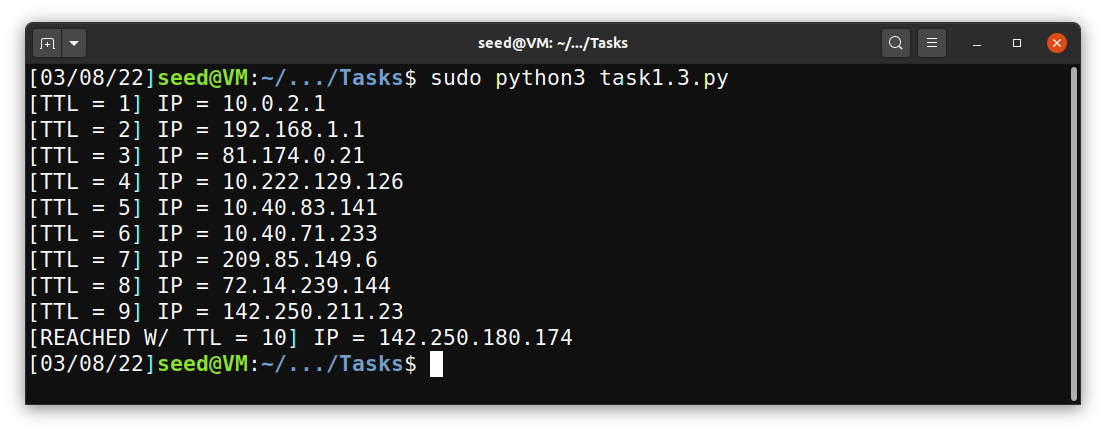 seed@VM: ~/.../Tasks
[03/08/22]seed@VM:~/.../Tasks$ sudo python3 task1.3.py
[TTL = 1] IP = 10.0.2.1
[TTL = 2] IP = 192.168.1.1
[TTL = 3] IP = 81.174.0.21
[TTL = 4] IP = 10.222.129.126
[TTL = 5] IP = 10.40.83.141
[TTL = 6] IP = 10.40.71.233
[TTL = 7] IP = 209.85.149.6
[TTL = 8] IP = 72.14.239.144
[TTL = 9] IP = 142.250.211.23
[REACHED W/ TTL = 10] IP = 142.250.180.174
[03/08/22]seed@VM:~/.../Tasks$